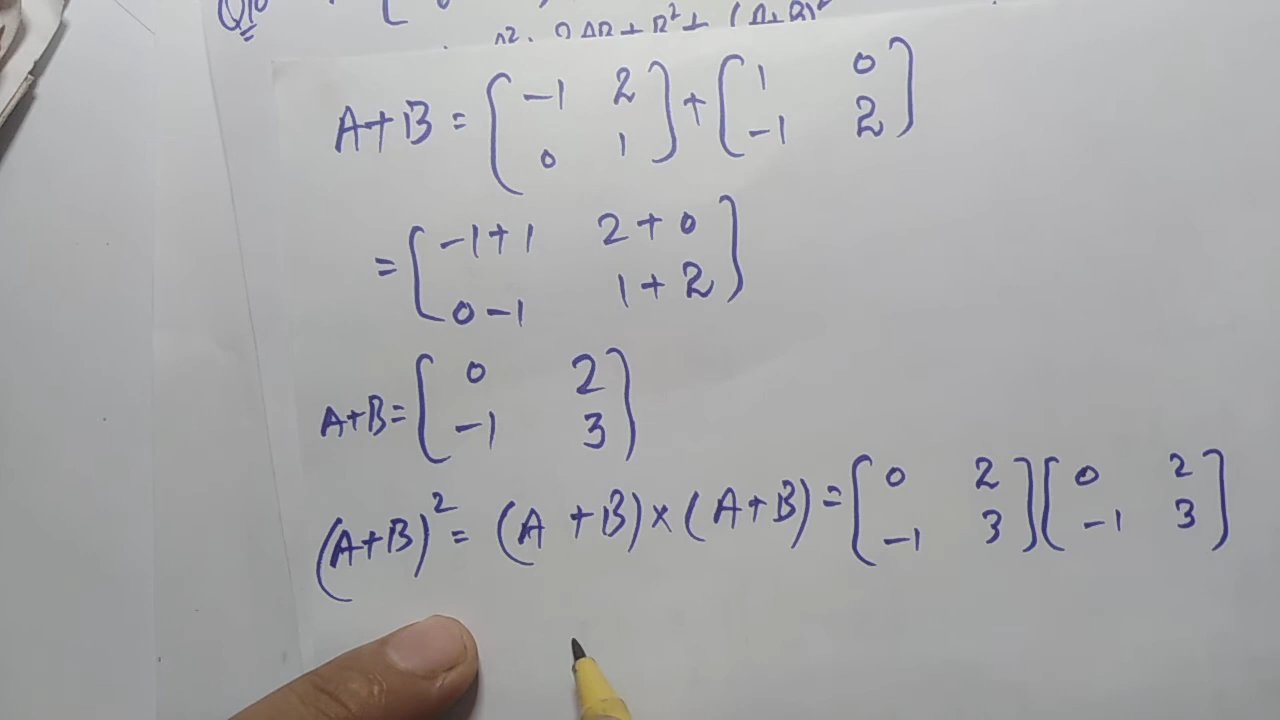 Q10
A+B = [ -1 2 ] + [ 1 0 ]
0 1 -1 2
= [ -1+1 2+0 ]
0-1 1+2
A+B = [ 0 2 ]
-1 3
(A+B)² = (A+B)×(A+B) = [ 0 2 ] [ 0 2 ]
-1 3 -1 3